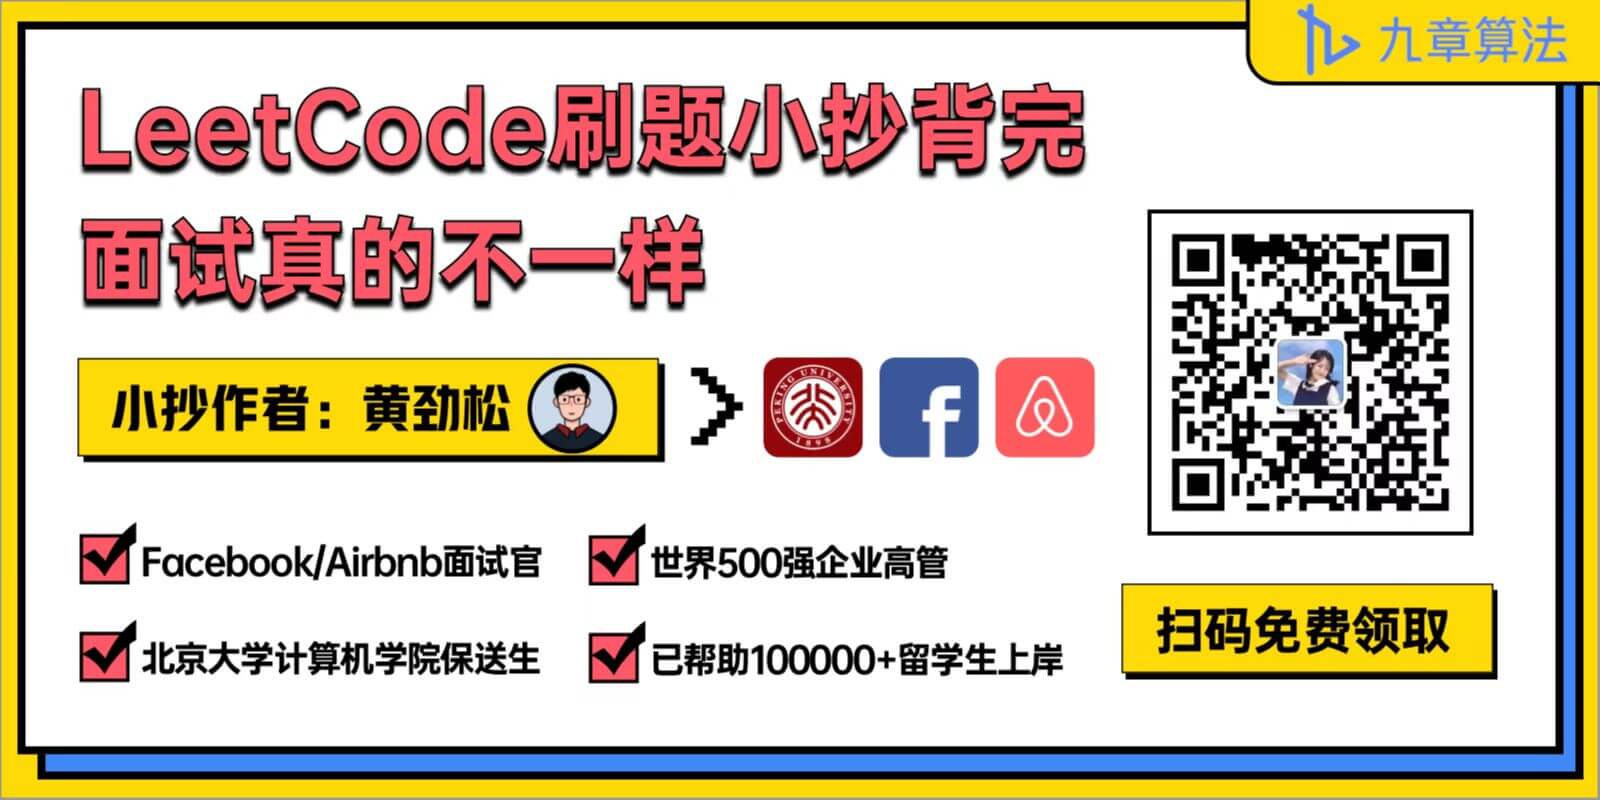 九章算法
LeetCode刷题小抄背完
面试真的不一样
小抄作者：黄劲松
PEKING UNIVERSITY
1898
f
Facebook/Airbnb面试官
世界500强企业高管
北京大学计算机学院保送生
已帮助100000+留学生上岸
扫码免费领取